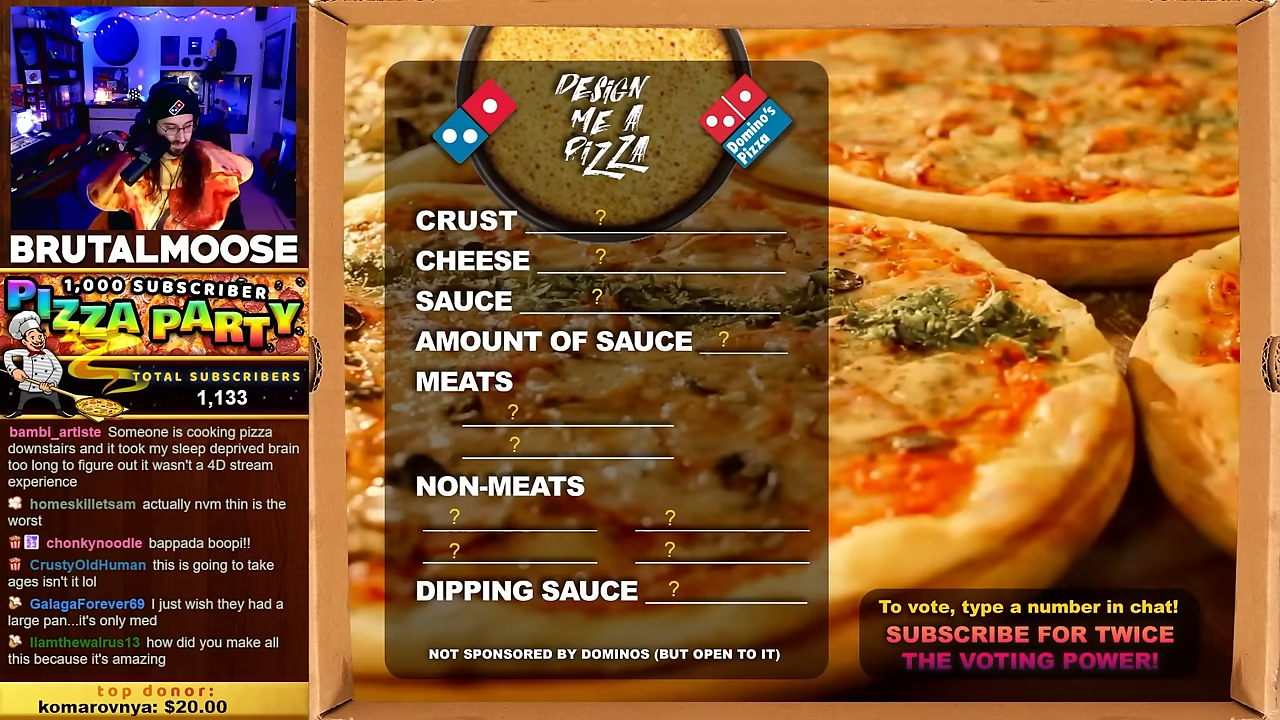 BRUTALMOOSE
1,000 SUBSCRIBER
PIZZA PARTY
TOTAL SUBSCRIBERS
1,133
bambi_artiste Someone is cooking pizza
downstairs and it took my sleep deprived brain
too long to figure out it wasn't a 4D stream
experience
homeskilletsam actually nvm thin is the
worst
chonkynoodle bappada boopi!!
CrustyOldHuman this is going to take
ages isn't it lol
GalagaForever69 I just wish they had a
large pan...it's only med
llamthewalrus13 how did you make all
this because it's amazing
top donor:
komarovnya: $20.00
DESIGN
ME A
PIZZA
Domino's
Pizza
CRUST ?
CHEESE ?
SAUCE ?
AMOUNT OF SAUCE ?
MEATS
?
?
NON-MEATS
? ?
? ?
DIPPING SAUCE ?
NOT SPONSORED BY DOMINOS (BUT OPEN TO IT)
To vote, type a number in chat!
SUBSCRIBE FOR TWICE
THE VOTING POWER!